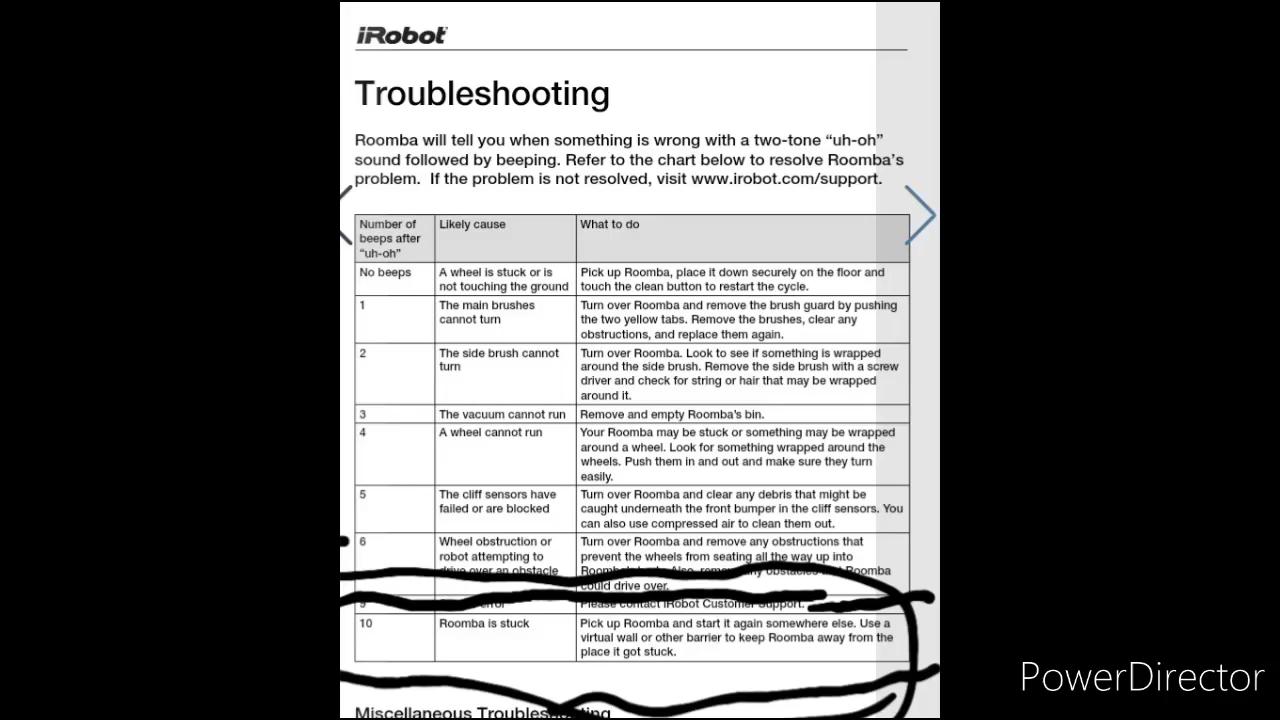 iRobot
Troubleshooting
Roomba will tell you when something is wrong with a two-tone “uh-oh”
sound followed by beeping. Refer to the chart below to resolve Roomba’s
problem.  If the problem is not resolved, visit www.irobot.com/support.
Number of
beeps after
“uh-oh”
Likely cause
What to do
No beeps
A wheel is stuck or is
not touching the ground
Pick up Roomba, place it down securely on the floor and
touch the clean button to restart the cycle.
1
The main brushes
cannot turn
Turn over Roomba and remove the brush guard by pushing
the two yellow tabs. Remove the brushes, clear any
obstructions, and replace them again.
2
The side brush cannot
turn
Turn over Roomba. Look to see if something is wrapped
around the side brush. Remove the side brush with a screw
driver and check for string or hair that may be wrapped
around it.
3
The vacuum cannot run
Remove and empty Roomba’s bin.
4
A wheel cannot run
Your Roomba may be stuck or something may be wrapped
around a wheel. Look for something wrapped around the
wheels. Push them in and out and make sure they turn
easily.
5
The cliff sensors have
failed or are blocked
Turn over Roomba and clear any debris that might be
caught underneath the front bumper in the cliff sensors. You
can also use compressed air to clean them out.
6
Wheel obstruction or
robot attempting to
drive over an obstacle
Turn over Roomba and remove any obstructions that
prevent the wheels from seating all the way up into
Also, any obstacles Roomba
could drive over.
9
error
Please contact iRobot Customer Support.
10
Roomba is stuck
Pick up Roomba and start it again somewhere else. Use a
virtual wall or other barrier to keep Roomba away from the
place it got stuck.
Miscellaneous Troubleshooting
PowerDirector